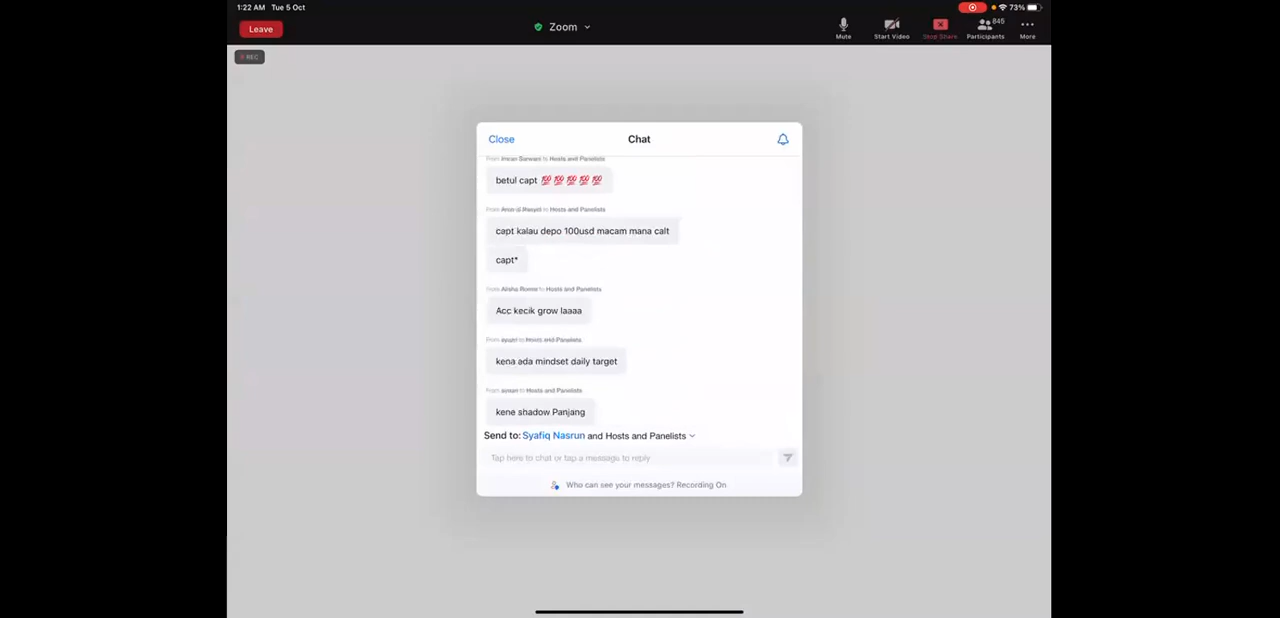 1:22 AM Tue 5 Oct
73%
Leave
Zoom
Mute
Start Video
Stop Share
845
Participants
More
REC
Close
Chat
to Hosts and Panelists
betul capt 💯💯💯💯💯
to Hosts and Panelists
capt kalau depo 100usd macam mana calt
capt*
to Hosts and Panelists
Acc kecik grow laaaa
to Hosts and Panelists
kena ada mindset daily target
to Hosts and Panelists
kene shadow Panjang
Send to: Syafiq Nasrun and Hosts and Panelists
Tap here to chat or tap a message to reply
Who can see your messages? Recording On